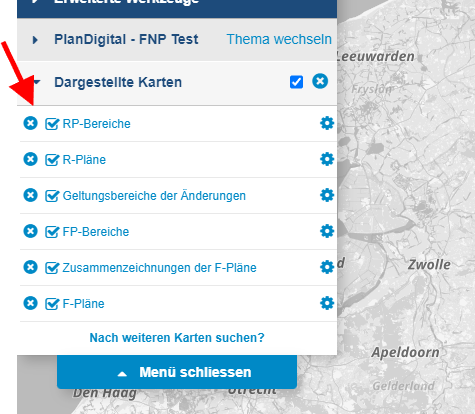 Erweiterte Werkzeuge
PlanDigital - FNP Test Thema wechseln
Leeuwarden
Fryslân
Dargestellte Karten
RP-Bereiche
R-Pläne
Geltungsbereiche der Änderungen
FP-Bereiche
Zusammenzeichnungen der F-Pläne
Zwolle
F-Pläne
Nach weiteren Karten suchen?
Apeldoorn
Menü schliessen
Gelderland
Den Haag
Utrecht